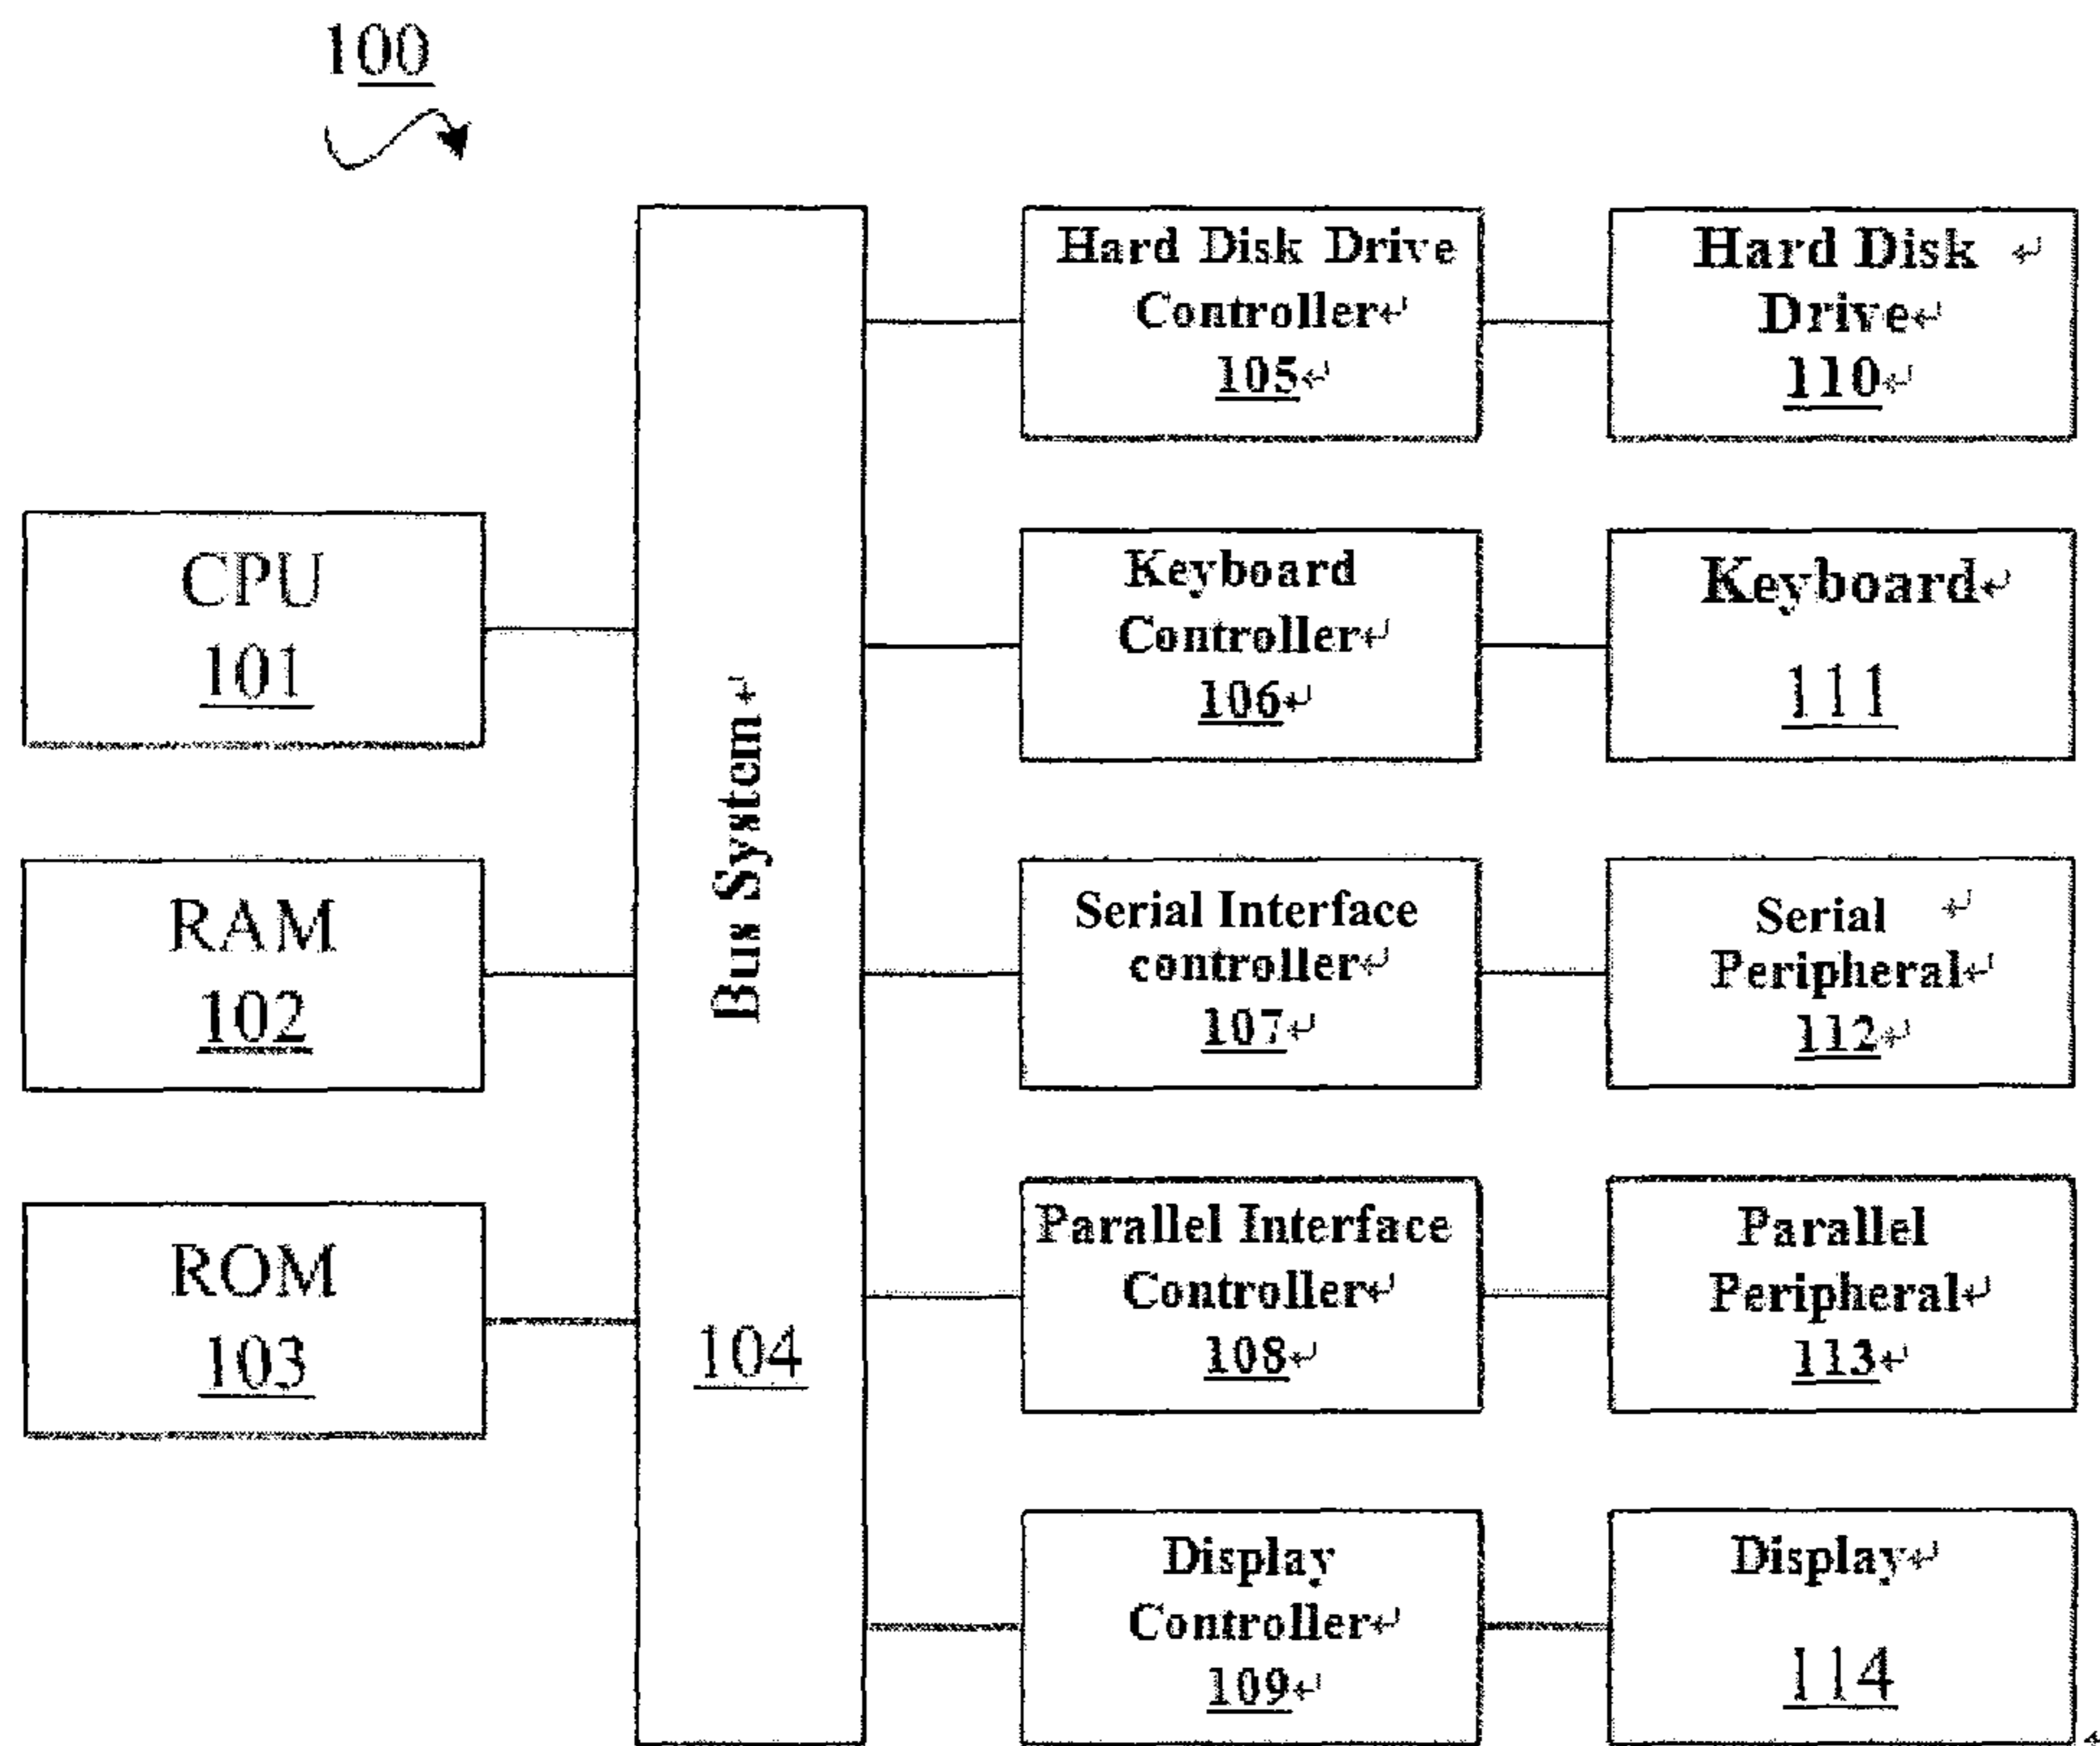 100
Hard Disk Drive
Controller↵
105↵
Hard Disk ↵
Drive↵
110↵
CPU
101
Keyboard
Controller↵
106↵
Keyboard↵
111
Bus System↵
104
RAM
102
Serial Interface
controller↵
107↵
Serial ↵
Peripheral↵
112↵
ROM
103
Parallel Interface
Controller↵
108↵
Parallel
Peripheral↵
113↵
Display
Controller↵
109↵
Display↵
114